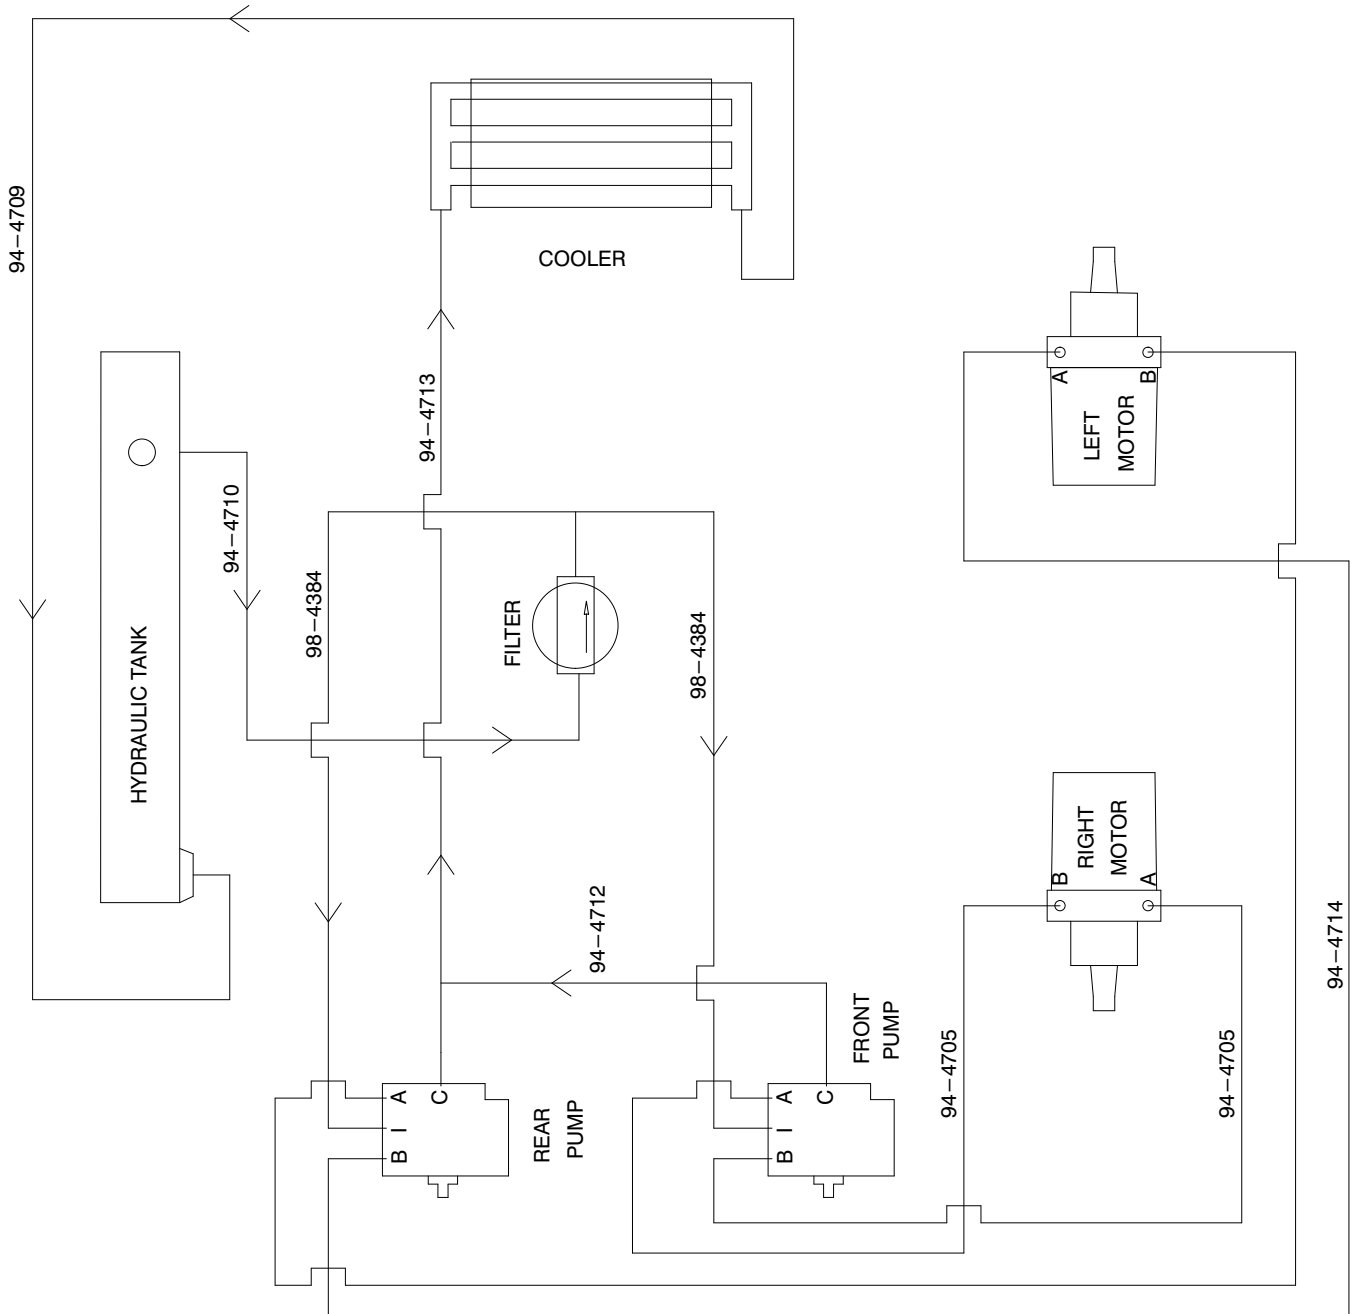 94-4709
COOLER
94-4713
A
B
LEFT
MOTOR
94-4710
98-4384
FILTER
98-4384
HYDRAULIC TANK
RIGHT
MOTOR
B
A
94-4712
94-4714
FRONT
PUMP
94-4705
94-4705
A
C
I
B
REAR
PUMP
A
C
I
B